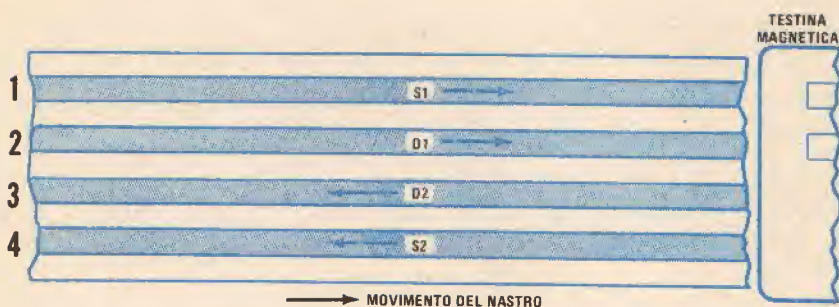 TESTINA
MAGNETICA
1
S1
2
D1
3
D2
4
S2
MOVIMENTO DEL NASTRO